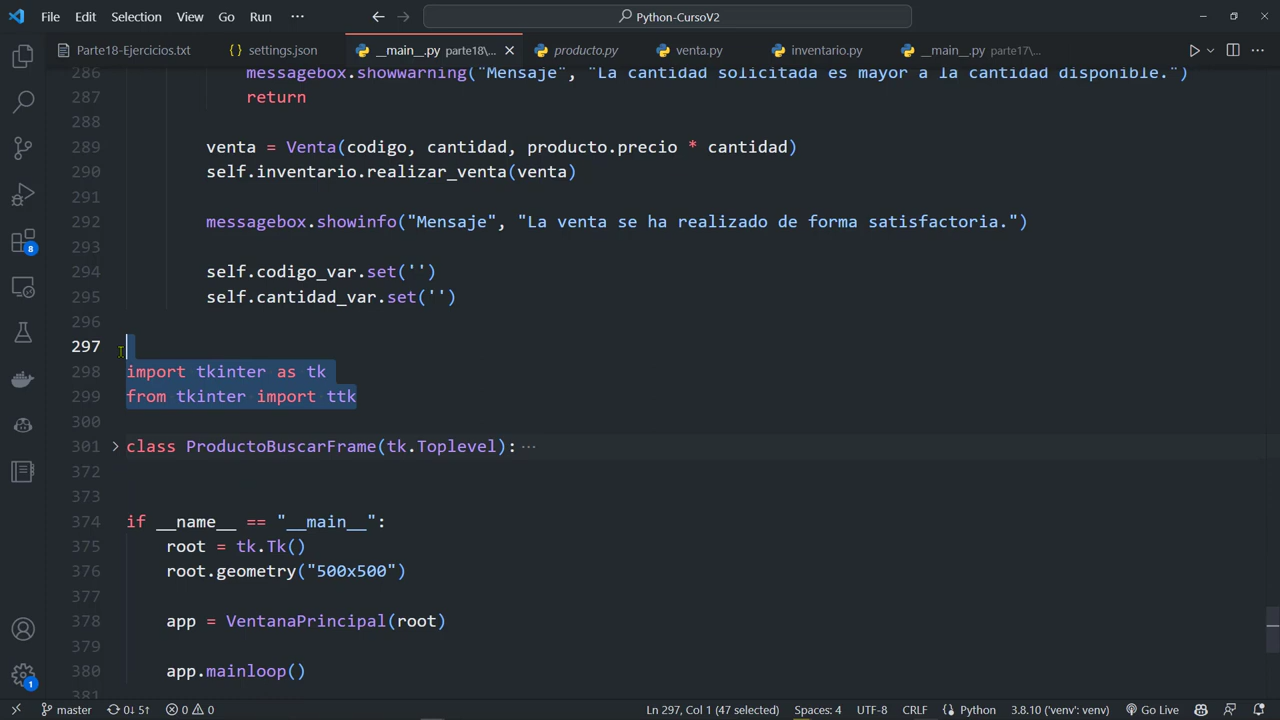 File Edit Selection View Go Run ··· Python-CursoV2
Parte18-Ejercicios.txt {} settings.json __main__.py parte18\... producto.py venta.py inventario.py __main__.py parte17\...
286 messagebox.showwarning("Mensaje", "La cantidad solicitada es mayor a la cantidad disponible.")
287 return
288
289 venta = Venta(codigo, cantidad, producto.precio * cantidad)
290 self.inventario.realizar_venta(venta)
291
292 messagebox.showinfo("Mensaje", "La venta se ha realizado de forma satisfactoria.")
293
294 self.codigo_var.set('')
295 self.cantidad_var.set('')
296
297
298 import tkinter as tk
299 from tkinter import ttk
300
301 class ProductoBuscarFrame(tk.Toplevel): ···
372
373
374 if __name__ == "__main__":
375 root = tk.Tk()
376 root.geometry("500x500")
377
378 app = VentanaPrincipal(root)
379
380 app.mainloop()
381
8
1
master 0↓ 5↑ 0 0 Ln 297, Col 1 (47 selected) Spaces: 4 UTF-8 CRLF {} Python 3.8.10 ('venv': venv) Go Live